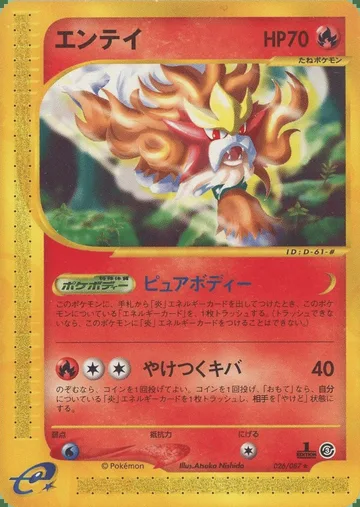 エンテイ
HP70
たねポケモン
ID:D-61-#
特殊体質
ポケボディー
ピュアボディー
このポケモンに、手札から「炎」エネルギーカードを出してつけたとき、このポケ
モンについている「炎」エネルギーカードを、1枚トラッシュする。(トラッシュでき
ないなら、このポケモンに「炎」エネルギーカードをつけることはできない。)
やけつくキバ
40
のぞむなら、コインを1回投げてよい。コインを1回投げ、「おもて」なら、自分
についている「炎」エネルギーカードを1枚トラッシュし、相手を「やけど」状態に
する。
弱点
抵抗力
にげる
e
© Pokémon
Illus.Atsuko Nishida
1
EDITION
026/087